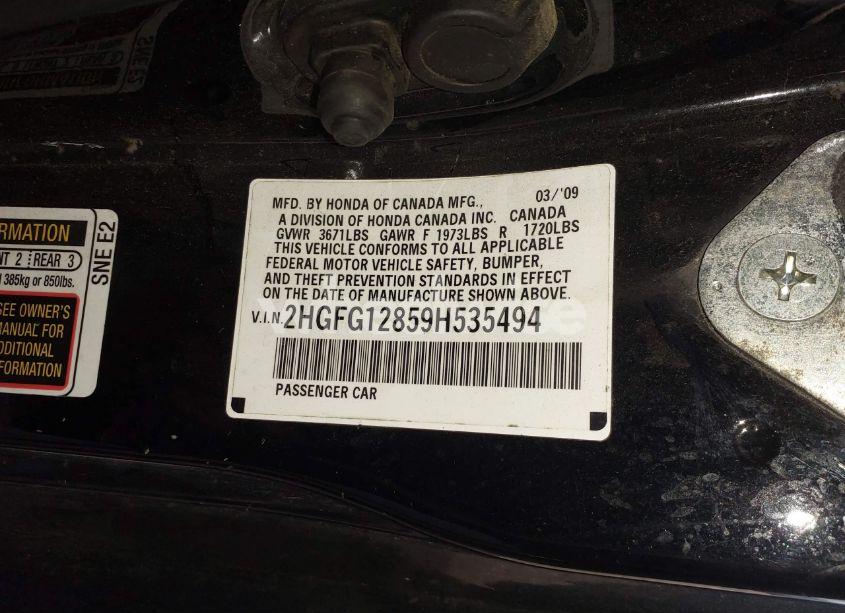 MFD. BY HONDA OF CANADA MFG., 03/'09
A DIVISION OF HONDA CANADA INC. CANADA
GVWR 3671LBS GAWR F 1973LBS R 1720LBS
THIS VEHICLE CONFORMS TO ALL APPLICABLE
FEDERAL MOTOR VEHICLE SAFETY, BUMPER,
AND THEFT PREVENTION STANDARDS IN EFFECT
ON THE DATE OF MANUFACTURE SHOWN ABOVE.
V.I.N. 2HGFG12859H535494
PASSENGER CAR
RMATION
NT 2 REAR 3
385kg or 850lbs.
SEE OWNER'S
MANUAL FOR
DDITIONAL
FORMATION
SNE E2